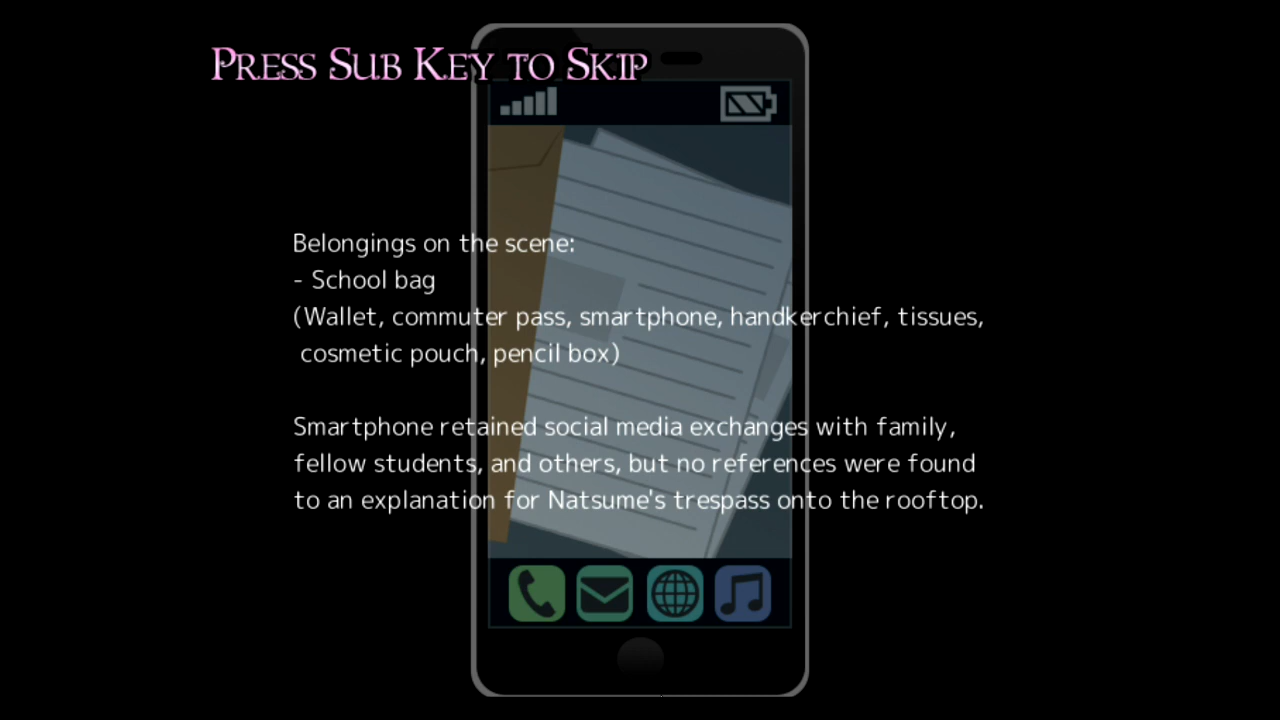 Press Sub Key to Skip
Belongings on the scene:
- School bag
(Wallet, commuter pass, smartphone, handkerchief, tissues,
cosmetic pouch, pencil box)
Smartphone retained social media exchanges with family,
fellow students, and others, but no references were found
to an explanation for Natsume's trespass onto the rooftop.